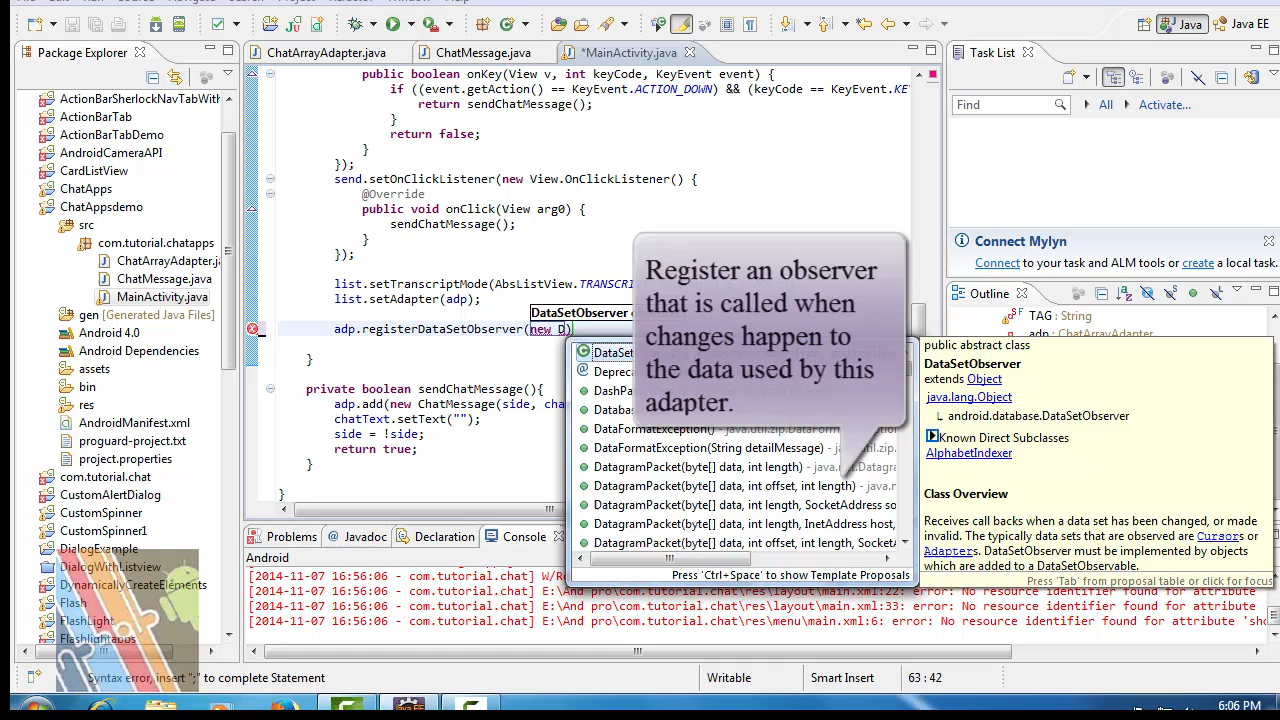 Java
Java EE
Package Explorer
ChatArrayAdapter.java
ChatMessage.java
*MainActivity.java
Task List
ActionBarSherlockNavTabWith
ActionBarTab
ActionBarTabDemo
AndroidCameraAPI
CardListView
ChatApps
ChatAppsdemo
src
com.tutorial.chatapps
ChatArrayAdapter.j
ChatMessage.java
MainActivity.java
gen [Generated Java Files]
Android 4.0
Android Dependencies
assets
bin
res
AndroidManifest.xml
proguard-project.txt
project.properties
com.tutorial.chat
CustomAlertDialog
CustomSpinner
CustomSpinner1
DialogExample
DialogWithListview
DynamicallyCreateElements
Flash
FlashLight
Flashlightapps
public boolean onKey(View v, int keyCode, KeyEvent event) {
if ((event.getAction() == KeyEvent.ACTION_DOWN) && (keyCode == KeyEvent.KE
return sendChatMessage();
}
return false;
}
});
send.setOnClickListener(new View.OnClickListener() {
@Override
public void onClick(View arg0) {
sendChatMessage();
}
});
list.setTranscriptMode(AbsListView.TRANSCRI
list.setAdapter(adp);
DataSetObserver o
adp.registerDataSetObserver(new D)
}
private boolean sendChatMessage(){
adp.add(new ChatMessage(side, cha
chatText.setText("");
side = !side;
return true;
}
}
Register an observer
that is called when
changes happen to
the data used by this
adapter.
DataSet
Depreca
DashPa
Databas
DataFormatException() - java.util.zip.DataForm
DataFormatException(String detailMessage) - java.util.zip.
DatagramPacket(byte[] data, int length) - java.net.Datagra
DatagramPacket(byte[] data, int offset, int length) - java.n
DatagramPacket(byte[] data, int length, SocketAddress so
DatagramPacket(byte[] data, int length, InetAddress host,
DatagramPacket(byte[] data, int offset, int length, SocketA
Press 'Ctrl+Space' to show Template Proposals
Find
All
Activate...
Connect Mylyn
Connect to your task and ALM tools or create a local task.
Outline
TAG : String
adp : ChatArrayAdapter
public abstract class
DataSetObserver
extends Object
java.lang.Object
android.database.DataSetObserver
Known Direct Subclasses
AlphabetIndexer
Class Overview
Receives call backs when a data set has been changed, or made
invalid. The typically data sets that are observed are Cursors or
Adapters. DataSetObserver must be implemented by objects
which are added to a DataSetObservable.
Press 'Tab' from proposal table or click for focus
Problems
Javadoc
Declaration
Console
Android
[2014-11-07 16:56:06 - com.tutorial.chat] W/Re
[2014-11-07 16:56:06 - com.tutorial.chat] E:\And pro\com.tutorial.chat\res\layout\main.xml:22: error: No resource identifier found for attribute
[2014-11-07 16:56:06 - com.tutorial.chat] E:\And pro\com.tutorial.chat\res\layout\main.xml:33: error: No resource identifier found for attribute
[2014-11-07 16:56:06 - com.tutorial.chat] E:\And pro\com.tutorial.chat\res\menu\main.xml:6: error: No resource identifier found for attribute 'sho
Syntax error, insert ";" to complete Statement
Writable
Smart Insert
63 : 42
6:06 PM